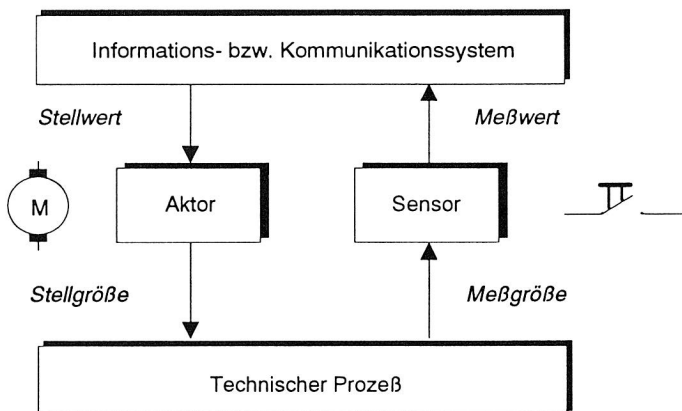 Informations- bzw. Kommunikationssystem
Stellwert
Meßwert
M
Aktor
Sensor
Stellgröße
Meßgröße
Technischer Prozeß